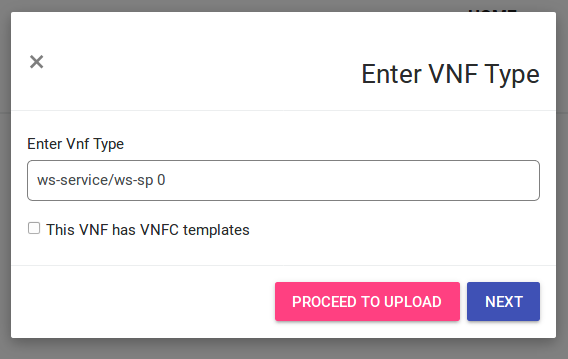 Enter VNF Type
Enter Vnf Type
ws-service/ws-sp 0
This VNF has VNFC templates
PROCEED TO UPLOAD
NEXT